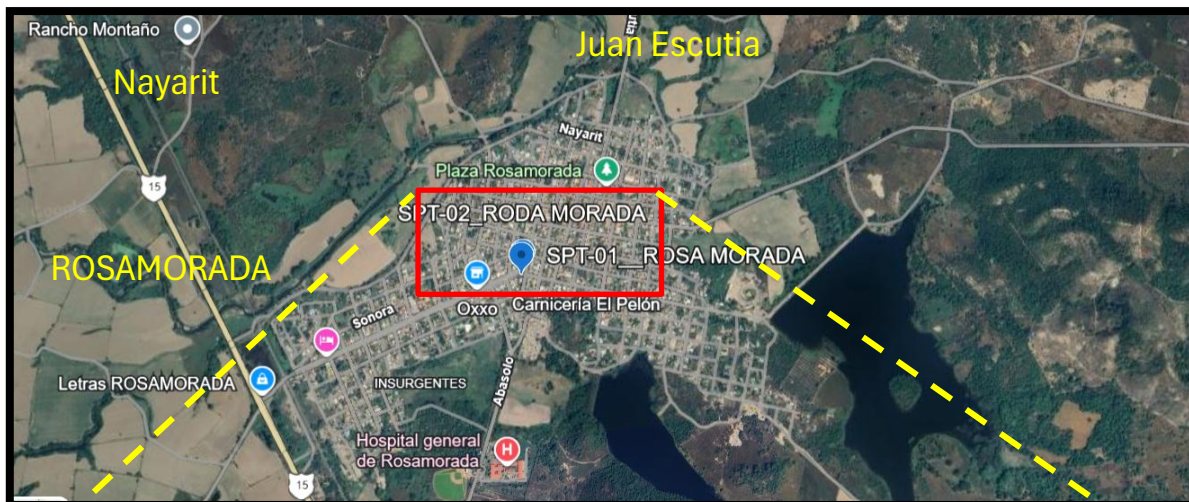 Rancho Montaño
Juan Escutia
Nayarit
Nayarit
Plaza Rosamorada
15
SPT-02_RODA MORADA
ROSAMORADA
SPT-01__ROSA MORADA
Oxxo
Carnicería El Pelón
Sonora
Letras ROSAMORADA
INSURGENTES
Abasolo
Hospital general
de Rosamorada
H
15